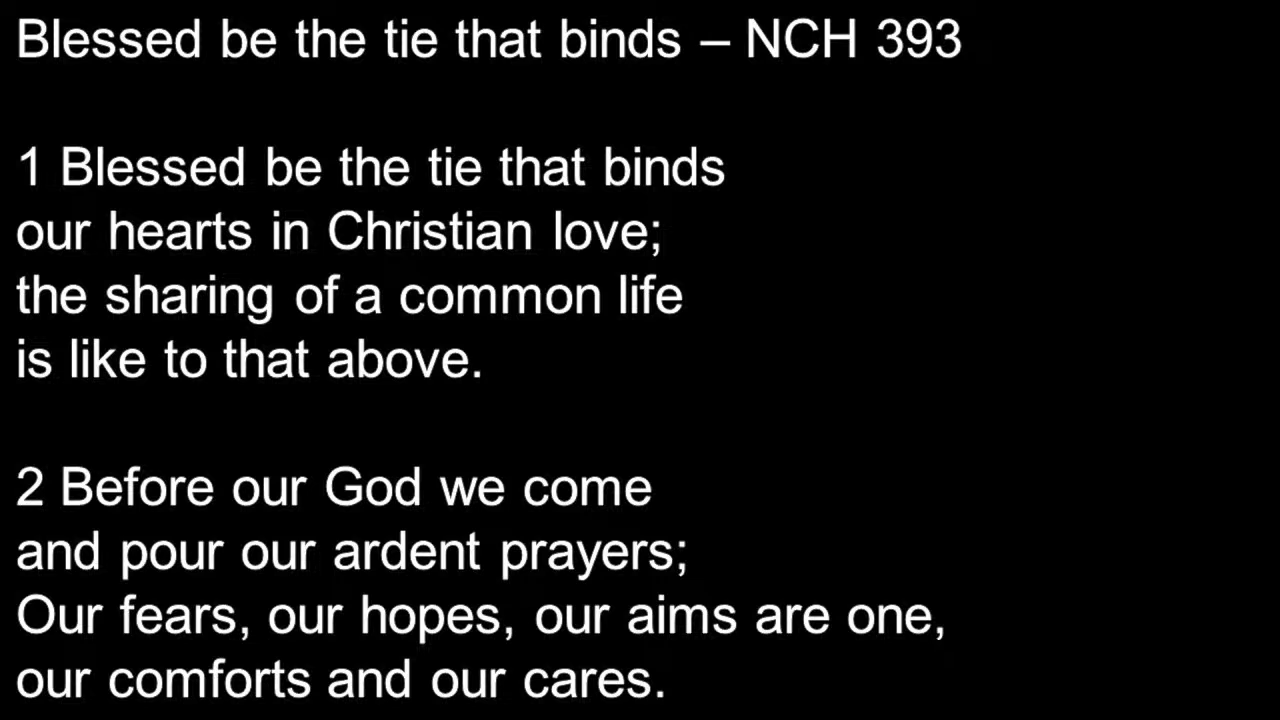 Blessed be the tie that binds – NCH 393
1 Blessed be the tie that binds
our hearts in Christian love;
the sharing of a common life
is like to that above.
2 Before our God we come
and pour our ardent prayers;
Our fears, our hopes, our aims are one,
our comforts and our cares.